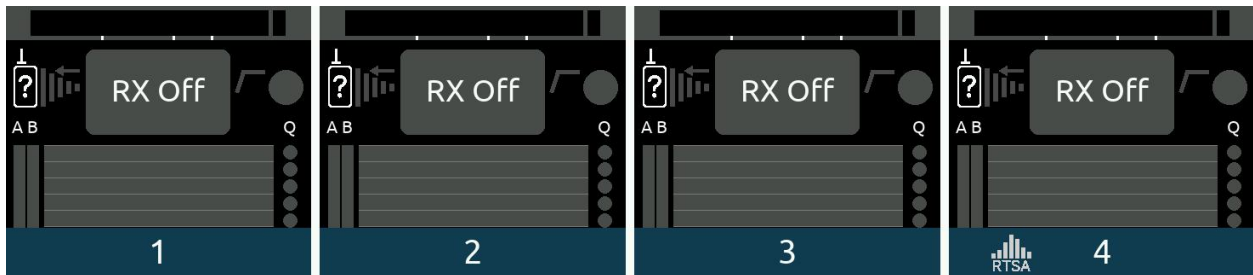 ? RX Off
A B Q
1
? RX Off
A B Q
2
? RX Off
A B Q
3
? RX Off
A B Q
RTSA 4